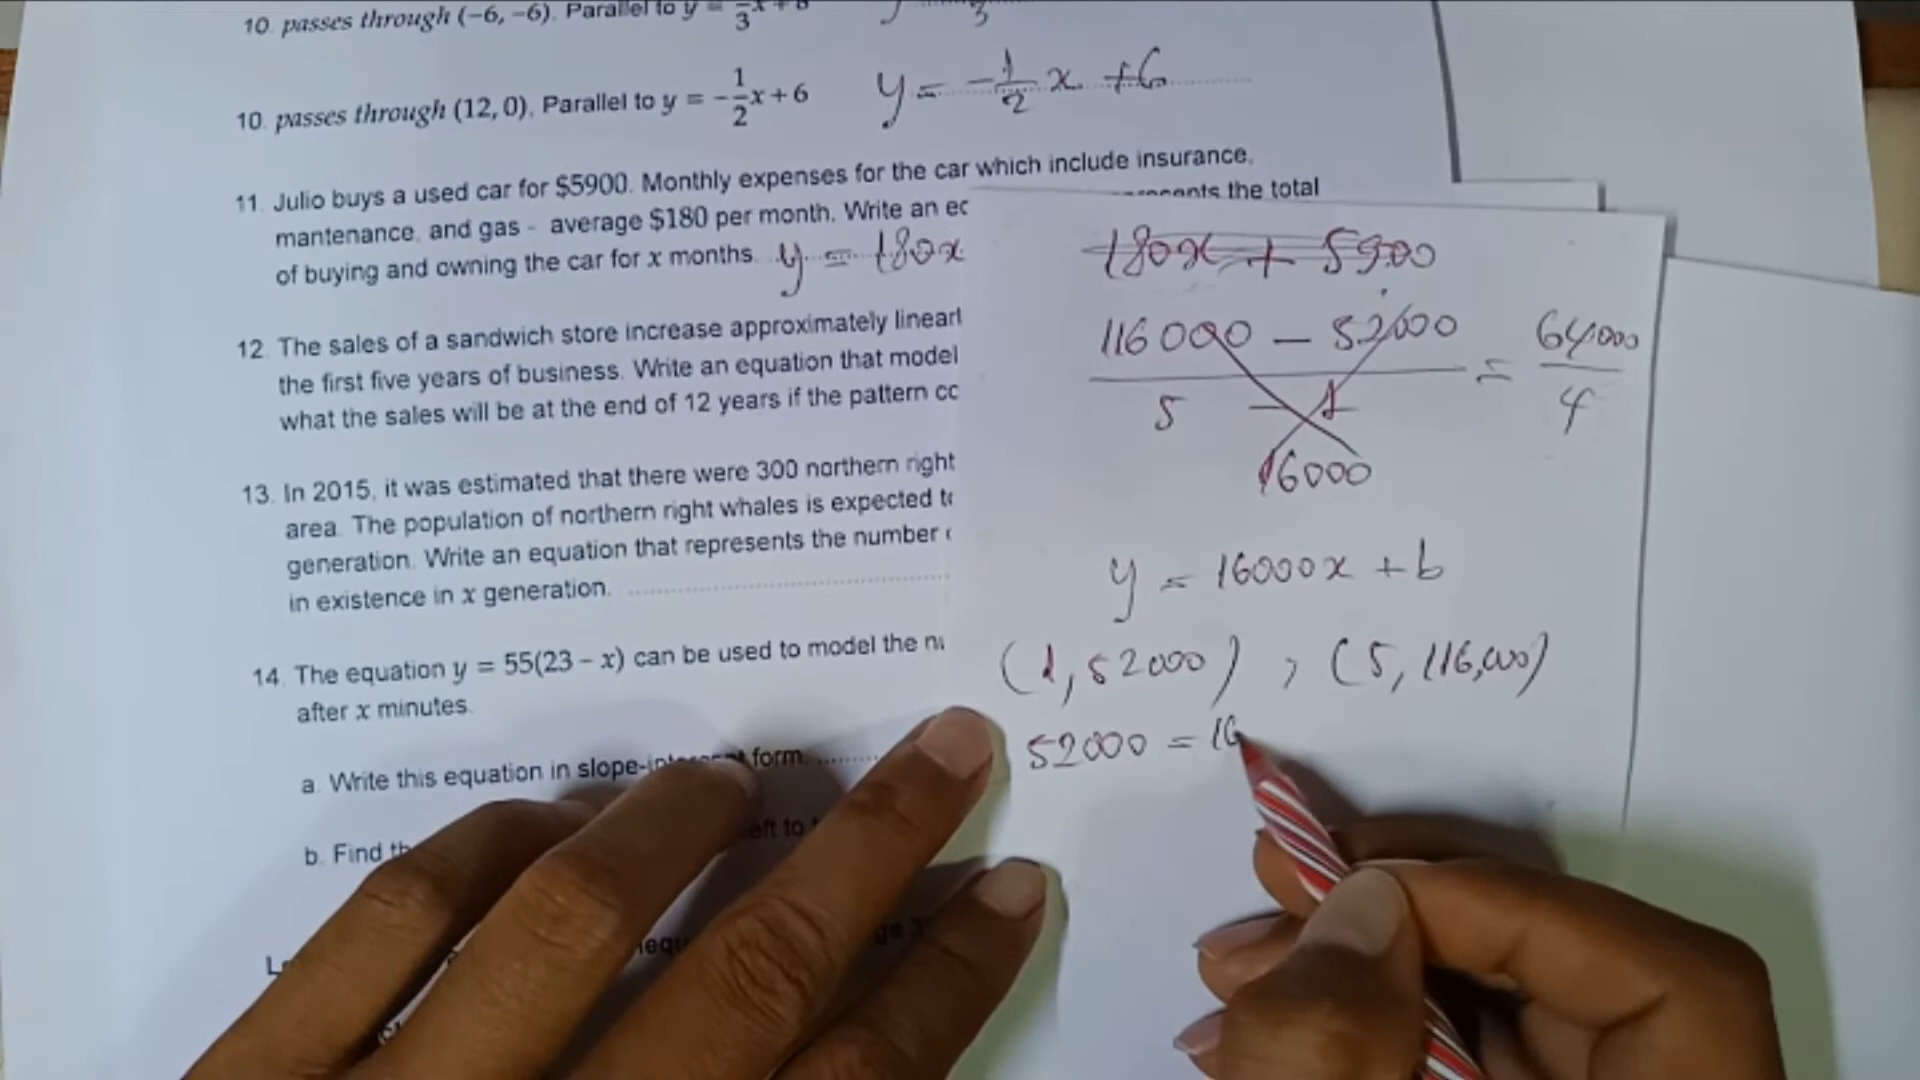 10. passes through (−6, −6). Parallel to y =
3
10. passes through (12, 0), Parallel to y = −1/2x + 6 y = −1/2 x + 6
11. Julio buys a used car for $5900. Monthly expenses for the car which include insurance,
mantenance, and gas - average $180 per month. Write an the total
of buying and owning the car for x months. y = 180x
12. The sales of a sandwich store increase approximately
the first five years of business. Write an equation that
what the sales will be at the end of 12 years if the pattern
13. In 2015, it was estimated that there were 300 northern right
area. The population of northern right whales is expected
generation. Write an equation that represents the number
in existence in x generation.
14. The equation y = 55(23 − x) can be used to model the
after x minutes.
a. Write this equation in form.
b. Find
180x + 5900
116000 − 52000 = 64000
5 − 1 4
16000
y = 16000x + b
(1, 52000) , (5, 116,000)
52000 = 16